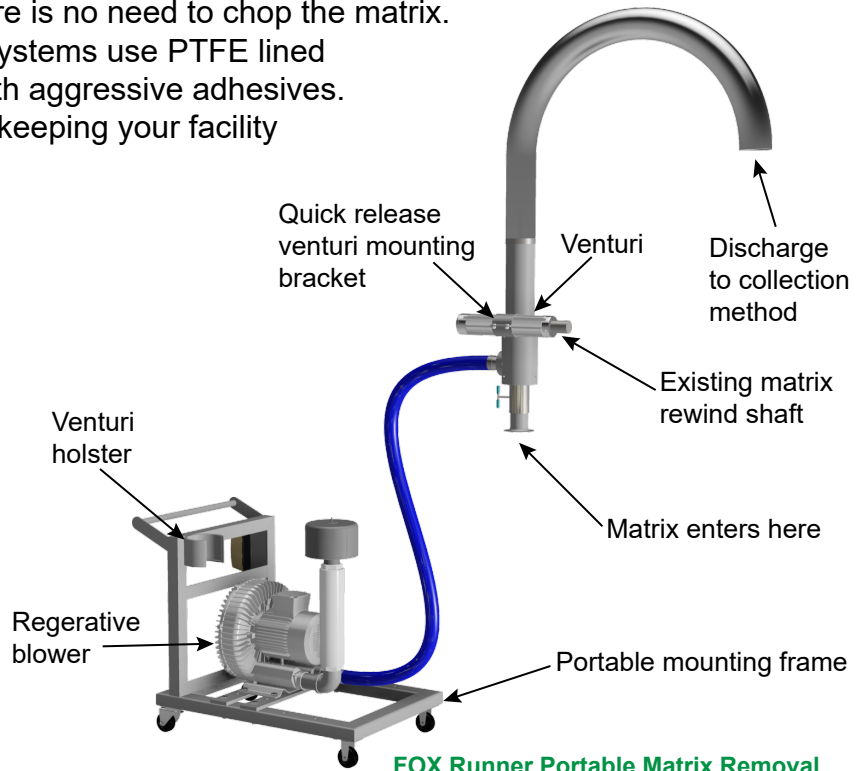 re is no need to chop the matrix.
ystems use PTFE lined
th aggressive adhesives.
keeping your facility
Quick release
venturi mounting
bracket
Venturi
Discharge
to collection
method
Existing matrix
rewind shaft
Venturi
holster
Matrix enters here
Regerative
blower
Portable mounting frame
FOX Runner Portable Matrix Removal